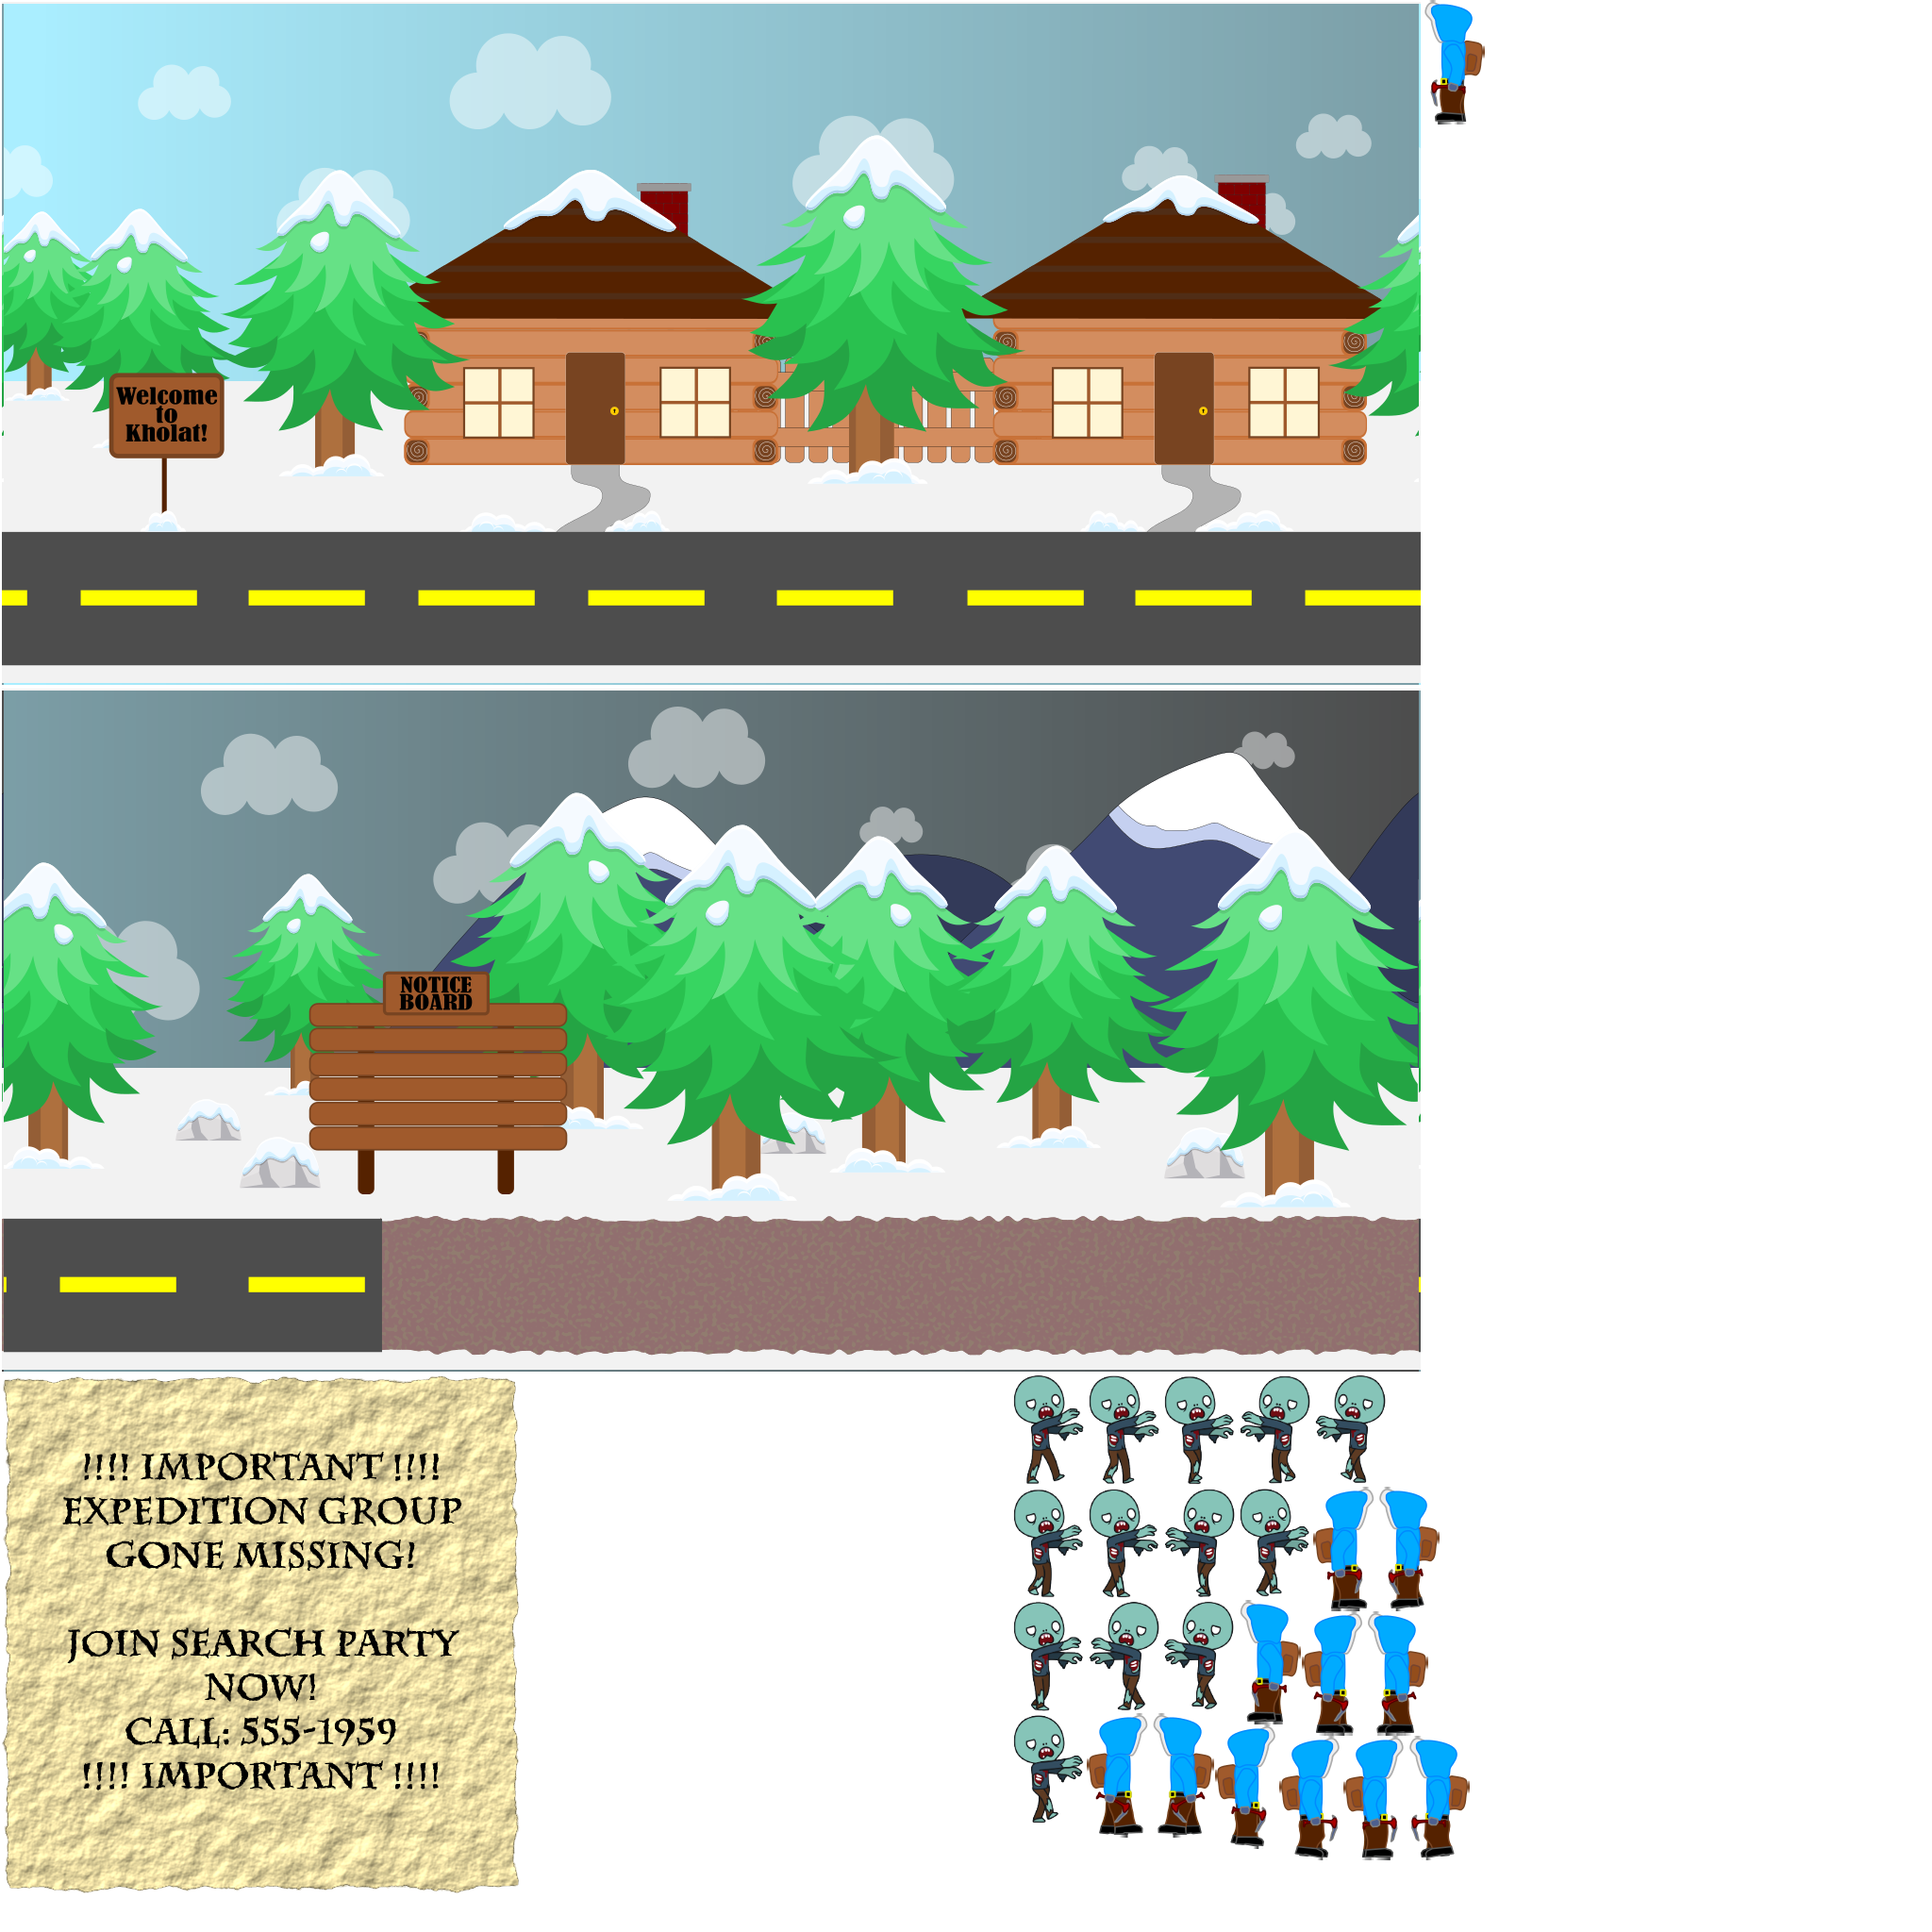 Welcome
to
Kholat!
NOTICE
BOARD
!!!! IMPORTANT !!!!
EXPEDITION GROUP
GONE MISSING!
JOIN SEARCH PARTY
NOW!
CALL: 555-1959
!!!! IMPORTANT !!!!